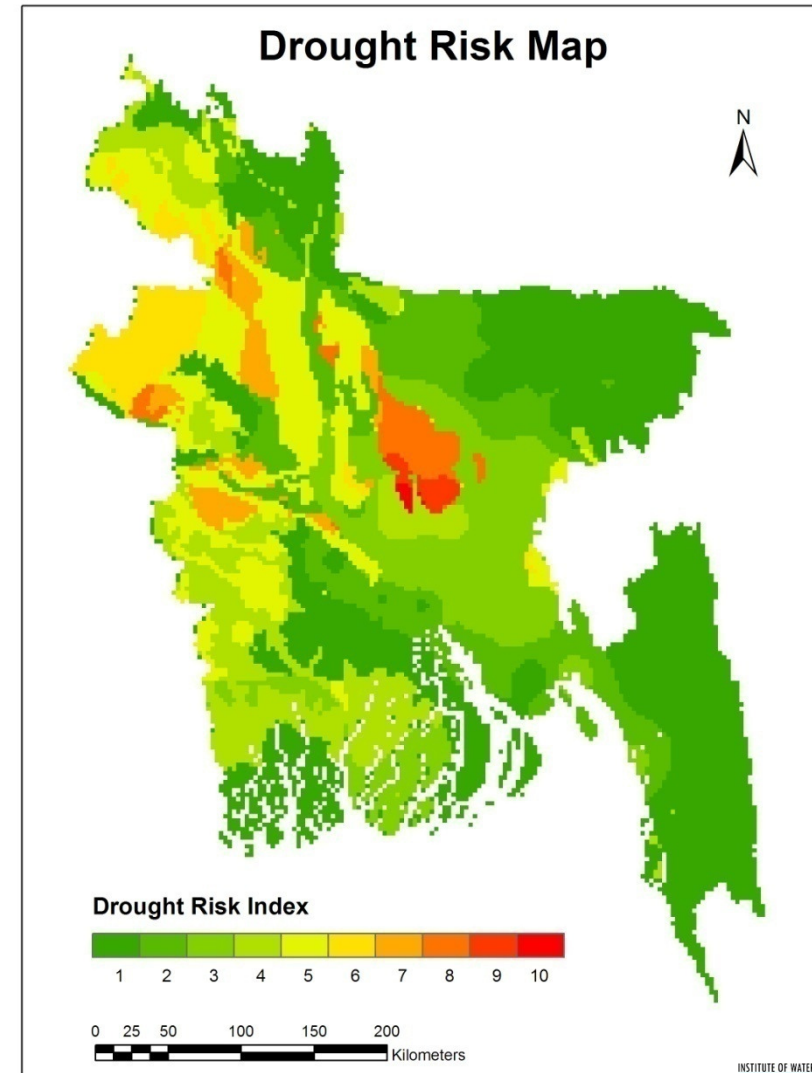 Drought Risk Map
N
Drought Risk Index
1 2 3 4 5 6 7 8 9 10
0 25 50 100 150 200
Kilometers
INSTITUTE OF WATER